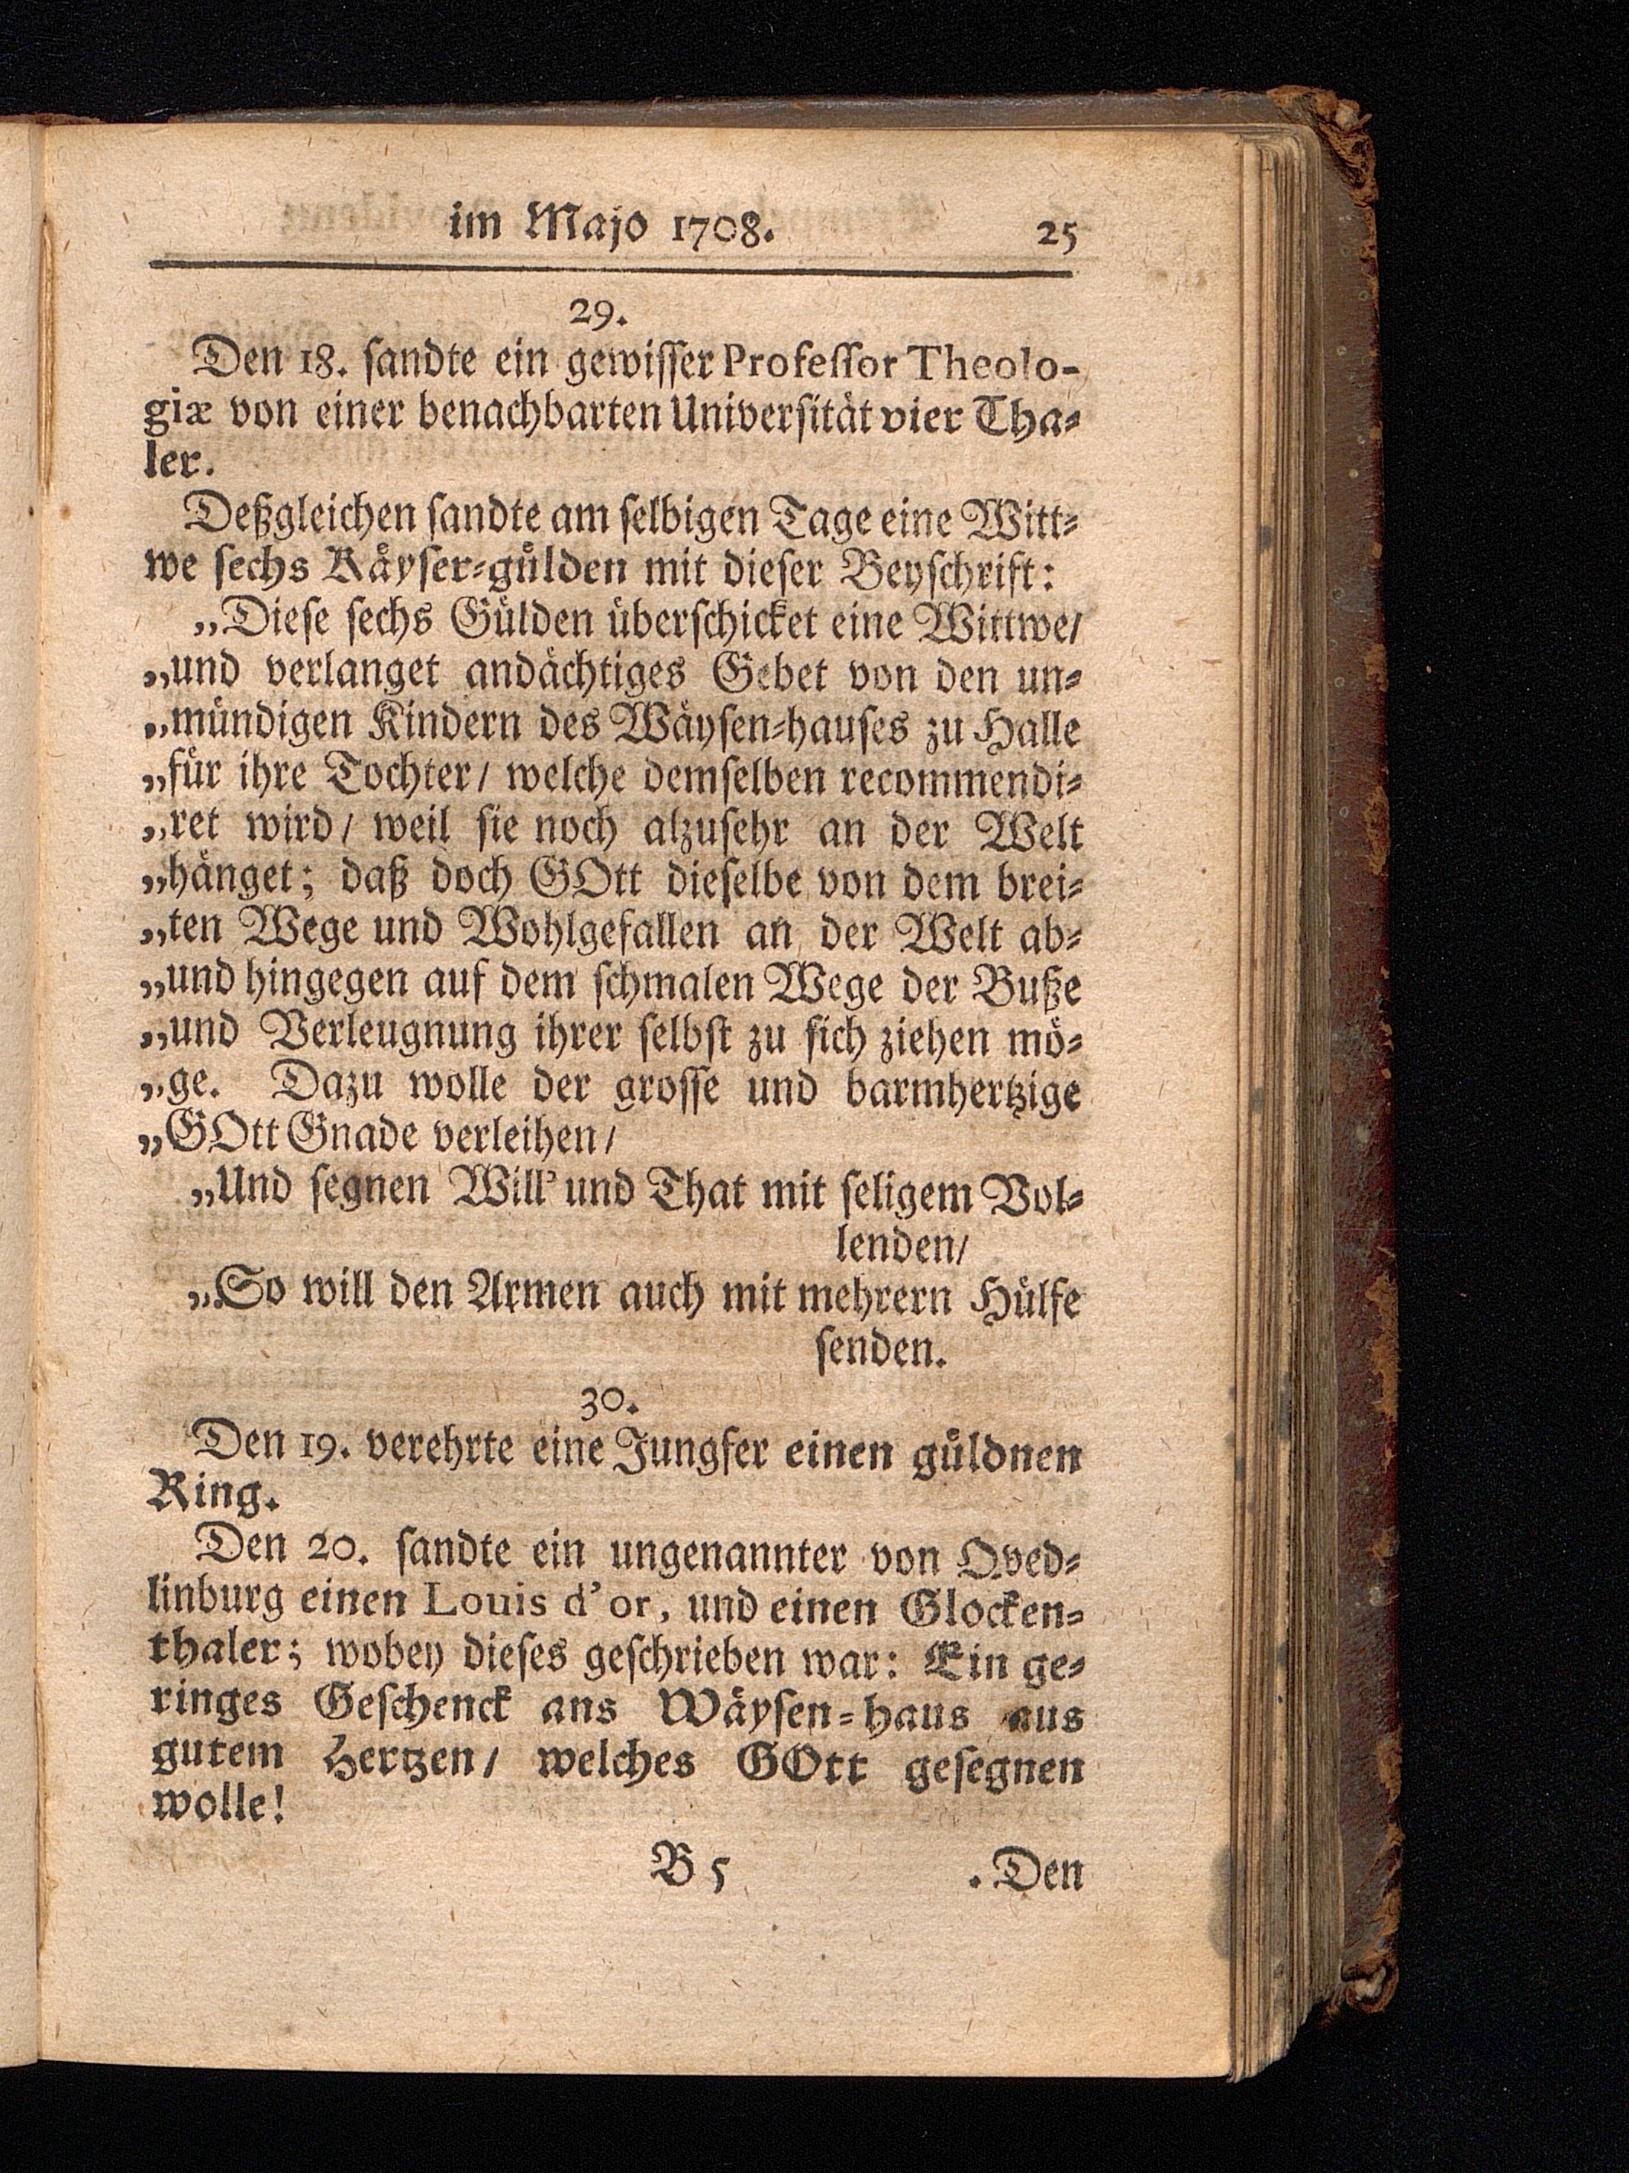 im Majo 1708. 25
29.
Den 18. sandte ein gewisser Professor Theolo-
giæ von einer benachbarten Universität vier Tha-
ler.
Deßgleichen sandte am selbigen Tage eine Witt-
we sechs Käyser-gülden mit dieser Beyschrift:
„Diese sechs Gülden überschicket eine Wittwe/
„und verlanget andächtiges Gebet von den un-
„mündigen Kindern des Wäysen-hauses zu Halle
„für ihre Tochter/ welche demselben recommendi-
„ret wird/ weil sie noch alzusehr an der Welt
„hänget; daß doch GOtt dieselbe von dem brei-
„ten Wege und Wohlgefallen an der Welt ab-
„und hingegen auf dem schmalen Wege der Buße
„und Verleugnung ihrer selbst zu sich ziehen mö-
„ge. Dazu wolle der grosse und barmhertzige
„GOtt Gnade verleihen/
„Und segnen Will' und That mit seligem Vol-
lenden/
„So will den Armen auch mit mehrern Hülfe
senden.
30.
Den 19. verehrte eine Jungfer einen güldnen
Ring.
Den 20. sandte ein ungenannter von Qved-
linburg einen Louis d'or, und einen Glocken-
thaler; wobey dieses geschrieben war: Ein ge-
ringes Geschenck ans Wäysen-haus aus
gutem Hertzen/ welches GOtt gesegnen
wolle!
B 5 . Den